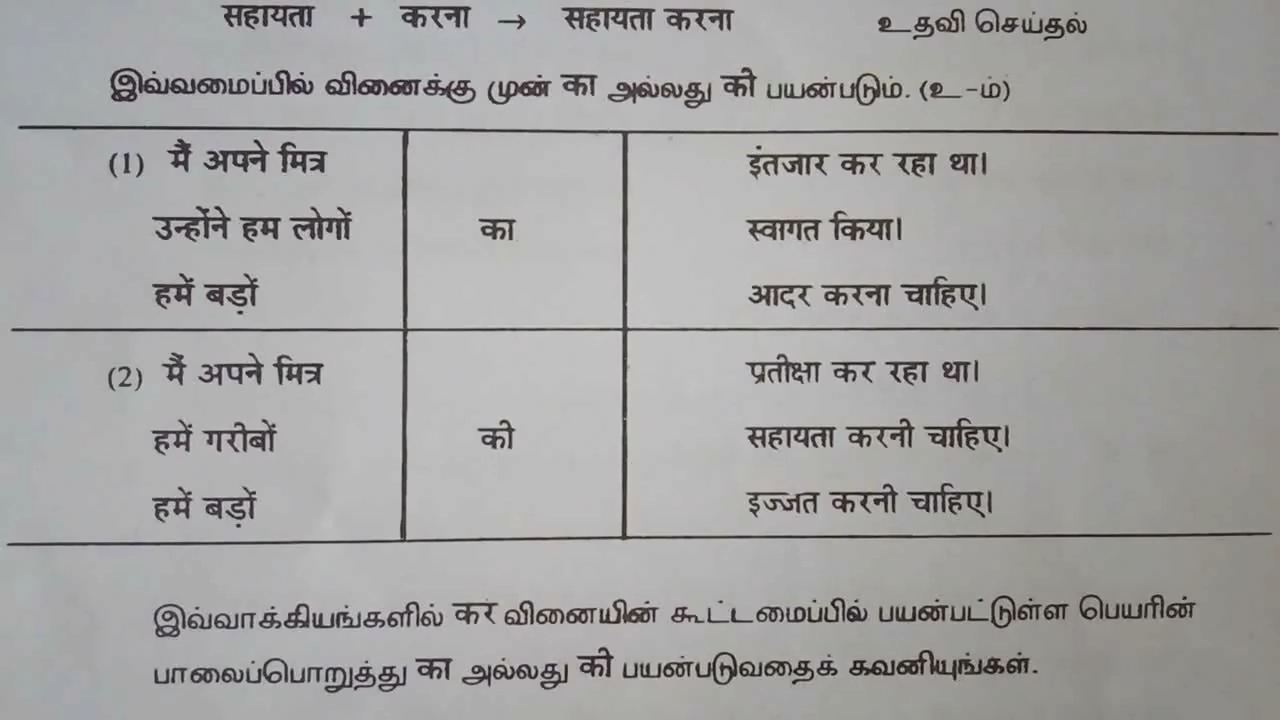 सहायता + करना → सहायता करना உதவி செய்தல்
இவ்வமைப்பில் வினைக்கு முன் का அல்லது की பயன்படும். (உ-ம்)
(1) मैं अपने मित्र इंतजार कर रहा था।
उन्होंने हम लोगों का स्वागत किया।
हमें बड़ों आदर करना चाहिए।
(2) मैं अपने मित्र प्रतीक्षा कर रहा था।
हमें गरीबों की सहायता करनी चाहिए।
हमें बड़ों इज्जत करनी चाहिए।
இவ்வாக்கியங்களில் कर வினையின் கூட்டமைப்பில் பயன்பட்டுள்ள பெயரின்
பாலைப்பொறுத்து का அல்லது की பயன்படுவதைக் கவனியுங்கள்.